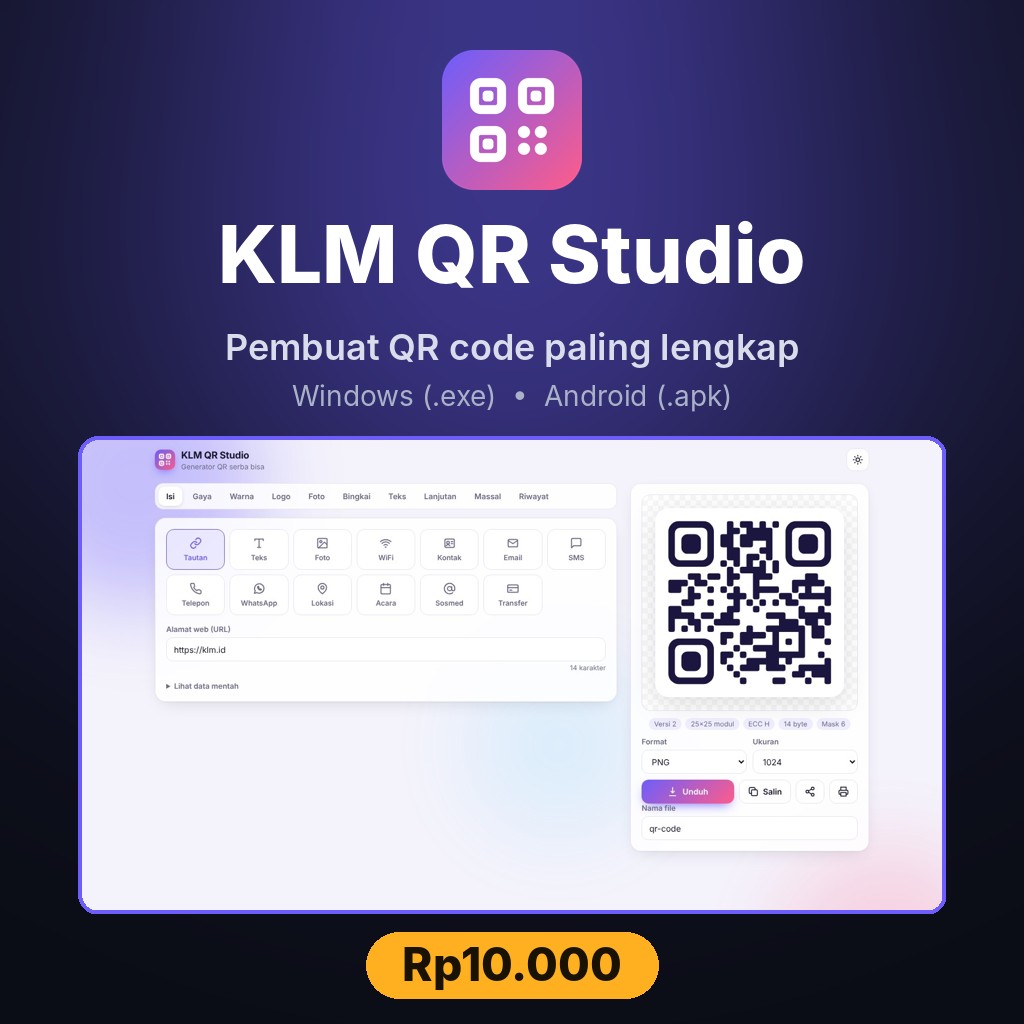 KLM QR Studio
Pembuat QR code paling lengkap
Windows (.exe) • Android (.apk)
KLM QR Studio
Generator QR serba bisa
Isi Gaya Warna Logo Foto Bingkai Teks Lanjutan Massal Riwayat
Tautan Teks Foto WiFi Kontak Email SMS
Telepon WhatsApp Lokasi Acara Sosmed Transfer
Alamat web (URL)
https://klm.id
14 karakter
▸ Lihat data mentah
Versi 2 25×25 modul ECC H 14 byte Mask 6
Format Ukuran
PNG 1024
Unduh Salin
Nama file
qr-code
Rp10.000